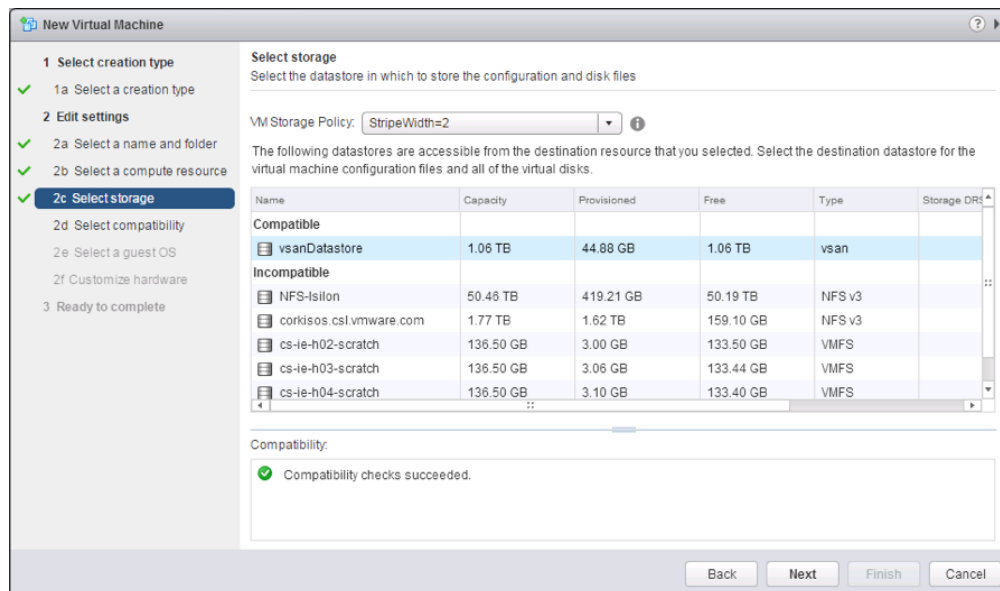 New Virtual Machine
?
1 Select creation type
1a Select a creation type
2 Edit settings
2a Select a name and folder
2b Select a compute resource
2c Select storage
2d Select compatibility
2e Select a guest OS
2f Customize hardware
3 Ready to complete
Select storage
Select the datastore in which to store the configuration and disk files
VM Storage Policy: StripeWidth=2
The following datastores are accessible from the destination resource that you selected. Select the destination datastore for the
virtual machine configuration files and all of the virtual disks.
Name Capacity Provisioned Free Type Storage DRS
Compatible
vsanDatastore 1.06 TB 44.88 GB 1.06 TB vsan
Incompatible
NFS-Isilon 50.46 TB 419.21 GB 50.19 TB NFS v3
corkisos.csl.vmware.com 1.77 TB 1.62 TB 159.10 GB NFS v3
cs-ie-h02-scratch 136.50 GB 3.00 GB 133.50 GB VMFS
cs-ie-h03-scratch 136.50 GB 3.06 GB 133.44 GB VMFS
cs-ie-h04-scratch 136.50 GB 3.10 GB 133.40 GB VMFS
Compatibility:
Compatibility checks succeeded.
Back Next Finish Cancel